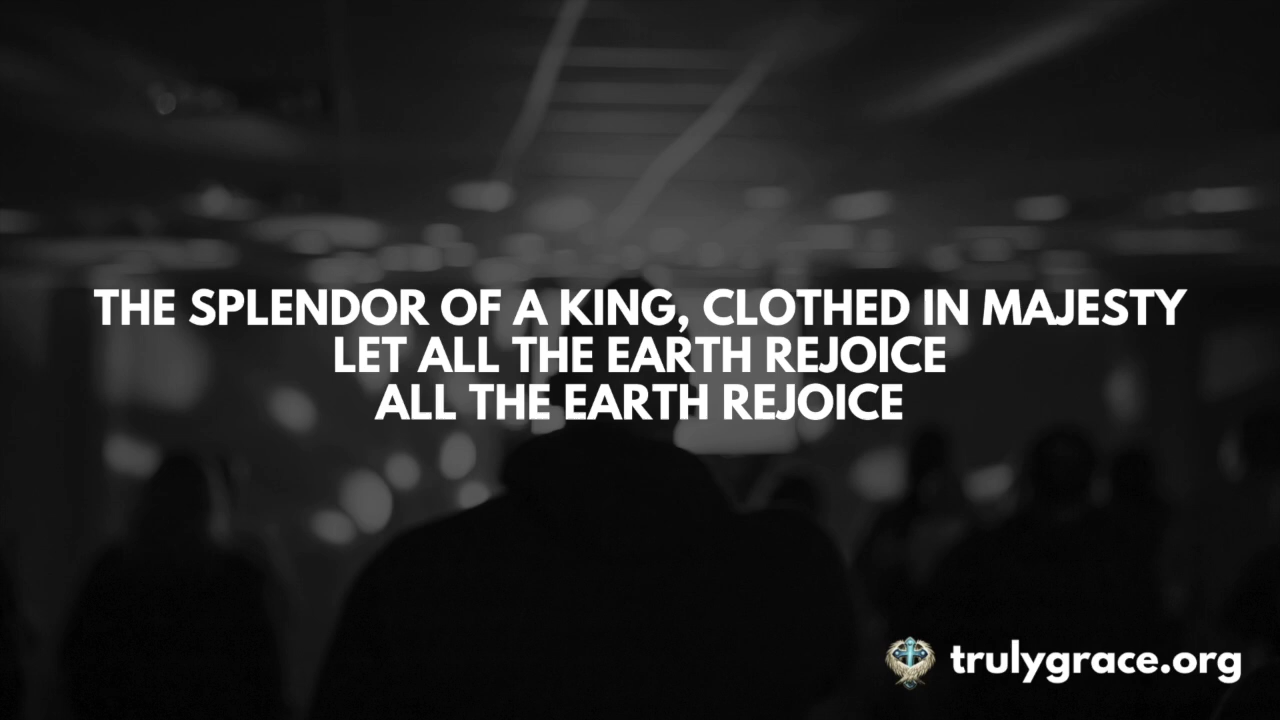 THE SPLENDOR OF A KING, CLOTHED IN MAJESTY
LET ALL THE EARTH REJOICE
ALL THE EARTH REJOICE
trulygrace.org